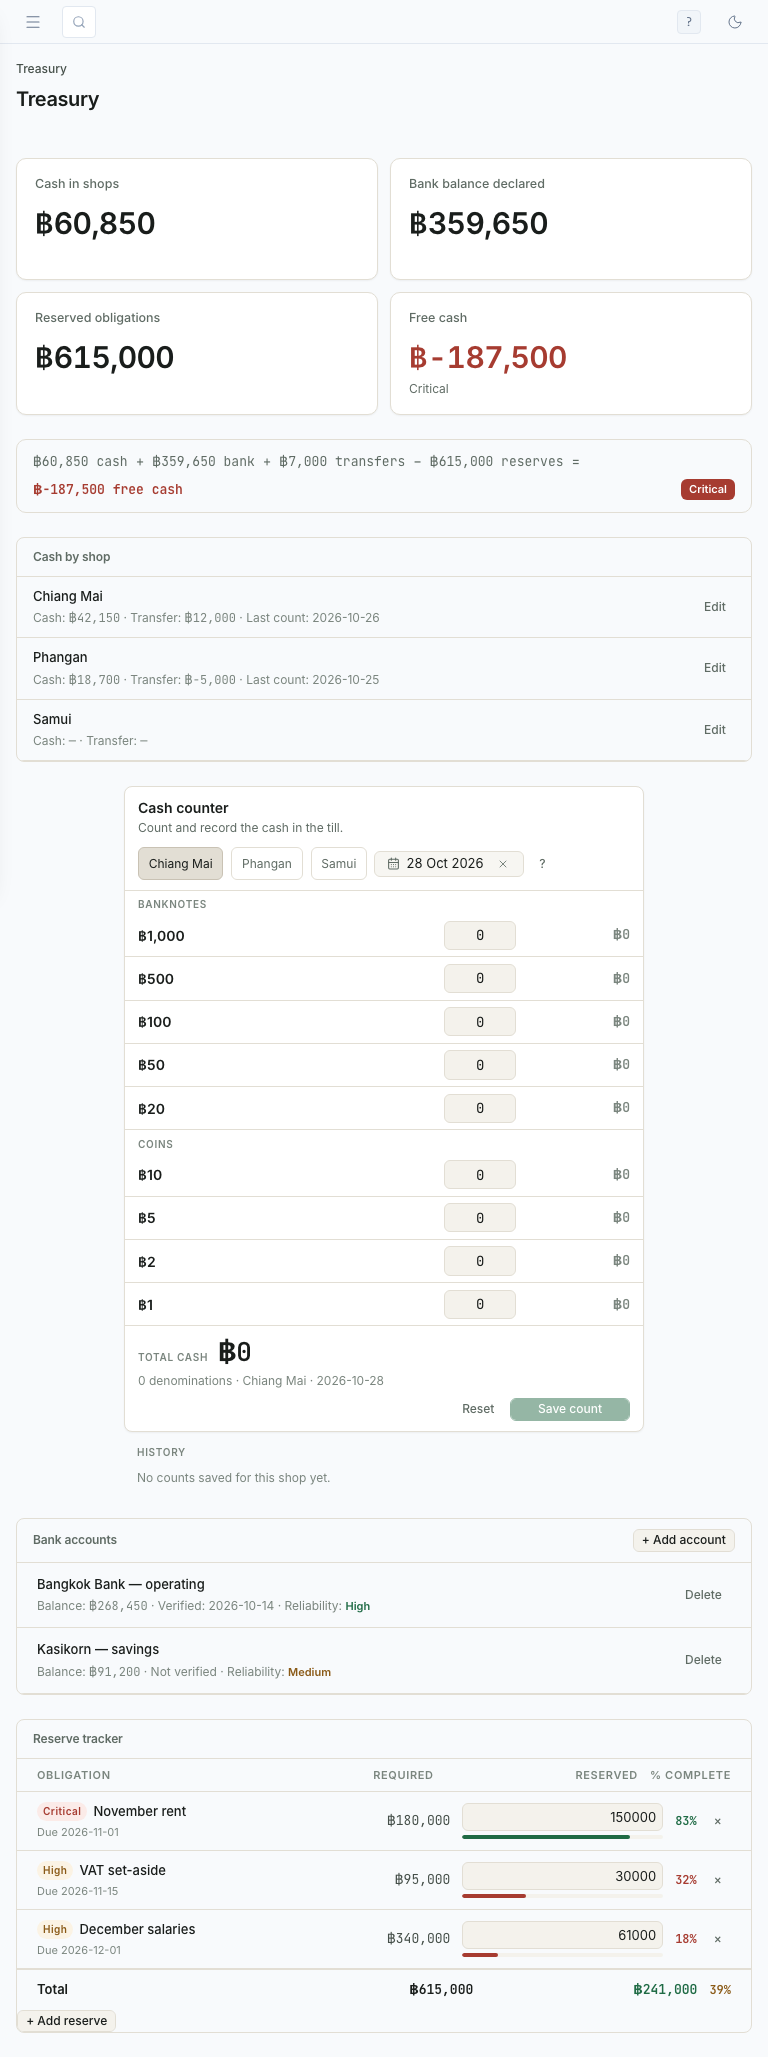 ?
Treasury
Treasury
Cash in shops
฿60,850
Bank balance declared
฿359,650
Reserved obligations
฿615,000
Free cash
฿-187,500
Critical
฿60,850 cash + ฿359,650 bank + ฿7,000 transfers − ฿615,000 reserves =
฿-187,500 free cash
Critical
Cash by shop
Chiang Mai
Cash: ฿42,150 · Transfer: ฿12,000 · Last count: 2026-10-26
Edit
Phangan
Cash: ฿18,700 · Transfer: ฿-5,000 · Last count: 2026-10-25
Edit
Samui
Cash: — · Transfer: —
Edit
Cash counter
Count and record the cash in the till.
Chiang Mai Phangan Samui 28 Oct 2026 × ?
BANKNOTES
฿1,000 0 ฿0
฿500 0 ฿0
฿100 0 ฿0
฿50 0 ฿0
฿20 0 ฿0
COINS
฿10 0 ฿0
฿5 0 ฿0
฿2 0 ฿0
฿1 0 ฿0
TOTAL CASH ฿0
0 denominations · Chiang Mai · 2026-10-28
Reset Save count
HISTORY
No counts saved for this shop yet.
Bank accounts + Add account
Bangkok Bank — operating
Balance: ฿268,450 · Verified: 2026-10-14 · Reliability: High
Delete
Kasikorn — savings
Balance: ฿91,200 · Not verified · Reliability: Medium
Delete
Reserve tracker
OBLIGATION REQUIRED RESERVED % COMPLETE
Critical November rent ฿180,000 150000 83% ×
Due 2026-11-01
High VAT set-aside ฿95,000 30000 32% ×
Due 2026-11-15
High December salaries ฿340,000 61000 18% ×
Due 2026-12-01
Total ฿615,000 ฿241,000 39%
+ Add reserve